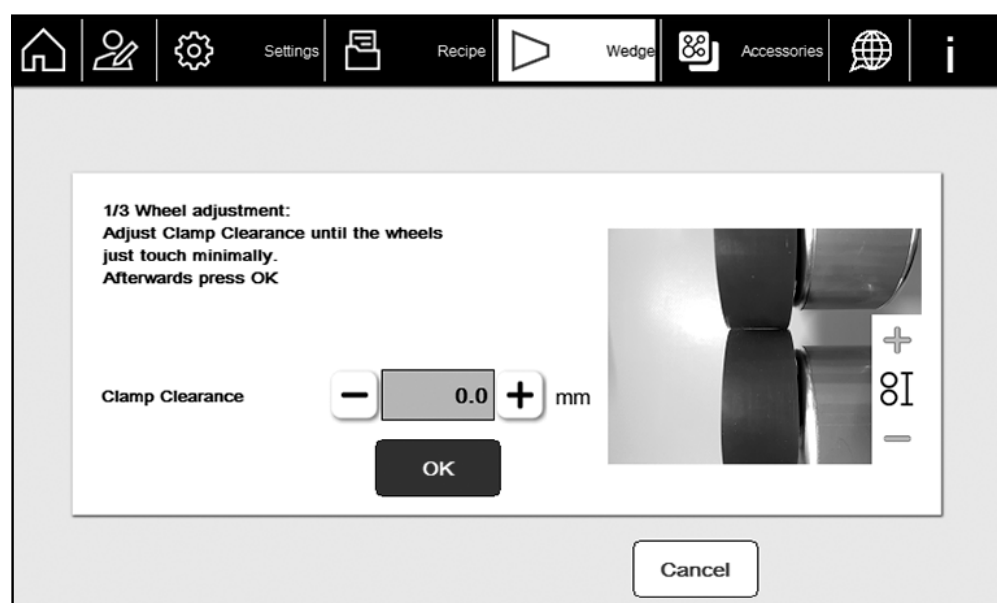 Settings
Recipe
Wedge
Accessories
i
1/3 Wheel adjustment:
Adjust Clamp Clearance until the wheels
just touch minimally.
Afterwards press OK
Clamp Clearance
0.0
mm
OK
Cancel